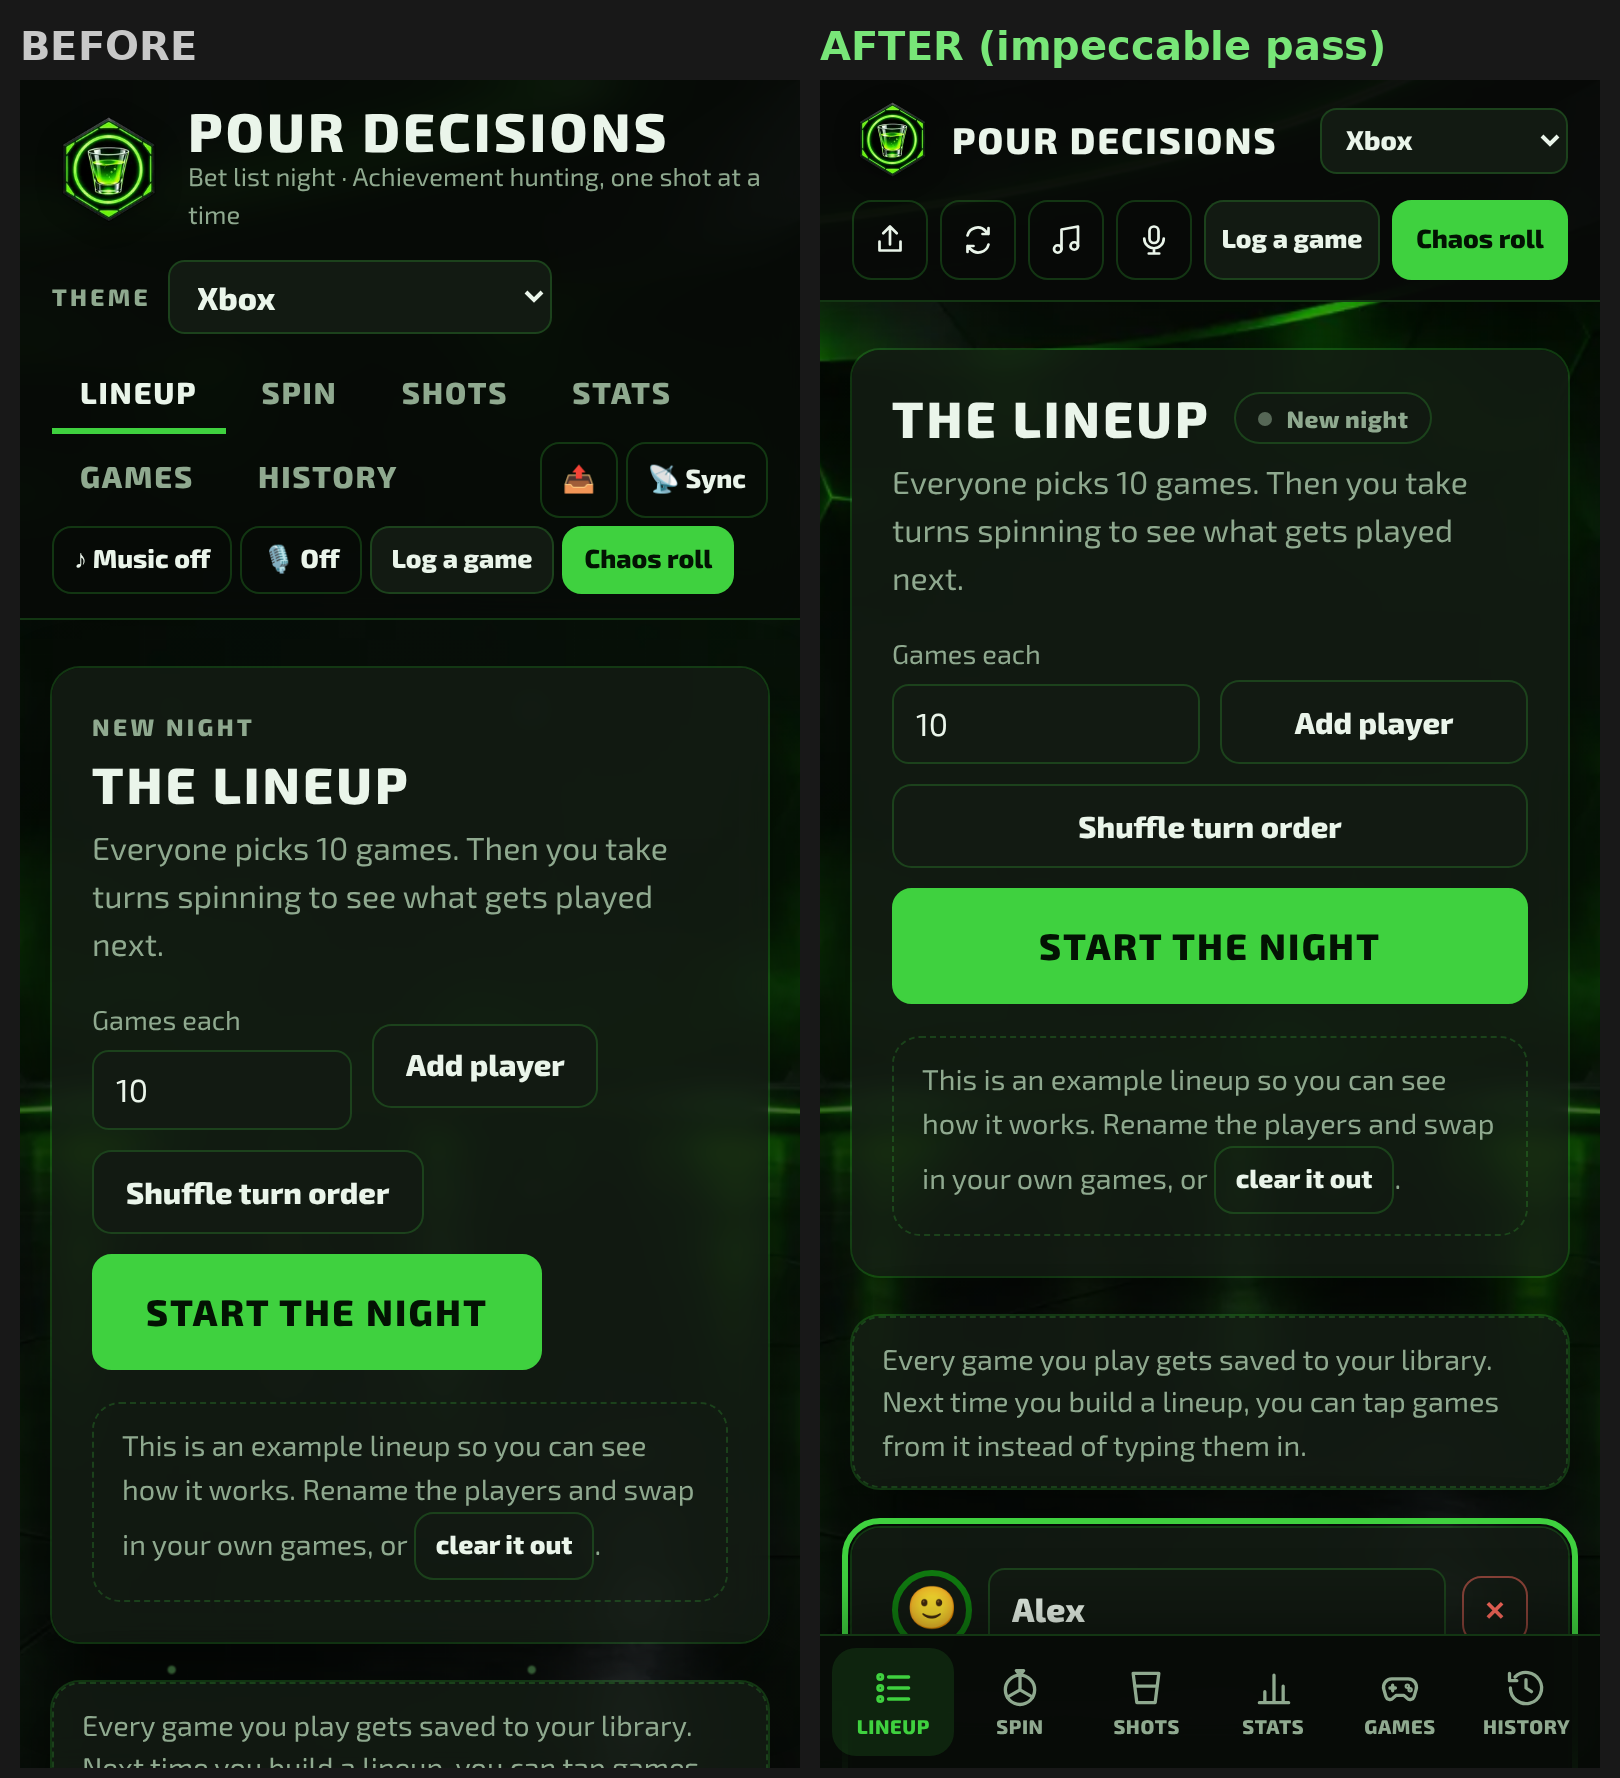 BEFORE
POUR DECISIONS
Bet list night · Achievement hunting, one shot at a
time
THEME
Xbox
LINEUP SPIN SHOTS STATS
GAMES HISTORY
Sync
♪ Music off
Off
Log a game
Chaos roll
NEW NIGHT
THE LINEUP
Everyone picks 10 games. Then you take
turns spinning to see what gets played
next.
Games each
10
Add player
Shuffle turn order
START THE NIGHT
This is an example lineup so you can see
how it works. Rename the players and swap
in your own games, or clear it out.
Every game you play gets saved to your library.
Next time you build a lineup, you can tap games
AFTER (impeccable pass)
POUR DECISIONS
Xbox
Log a game
Chaos roll
THE LINEUP
New night
Everyone picks 10 games. Then you take
turns spinning to see what gets played
next.
Games each
10
Add player
Shuffle turn order
START THE NIGHT
This is an example lineup so you can see
how it works. Rename the players and swap
in your own games, or clear it out.
Every game you play gets saved to your library.
Next time you build a lineup, you can tap games
from it instead of typing them in.
Alex
×
LINEUP SPIN SHOTS STATS GAMES HISTORY